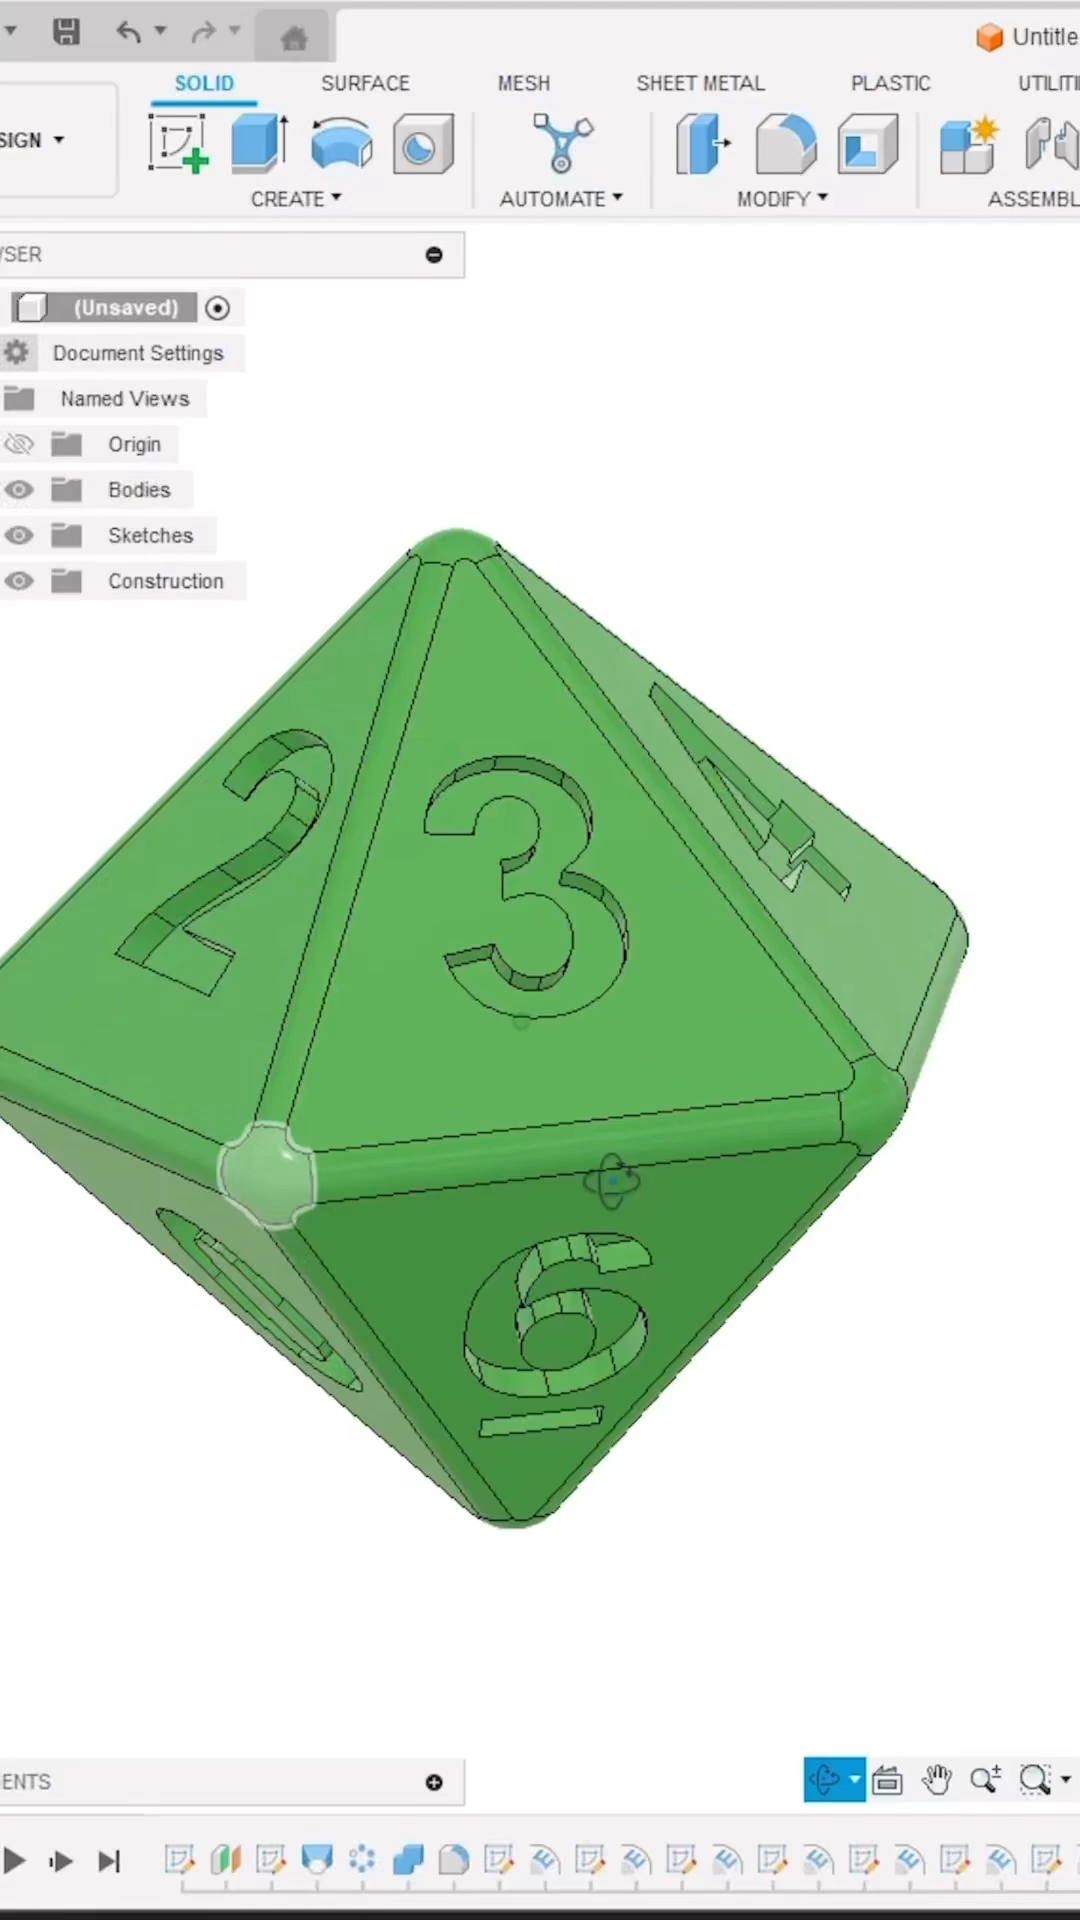 Untitle
SOLID SURFACE MESH SHEET METAL PLASTIC UTILITI
SIGN
CREATE AUTOMATE MODIFY ASSEMBL
SER
(Unsaved)
Document Settings
Named Views
Origin
Bodies
Sketches
Construction
2 3 4
6
ENTS